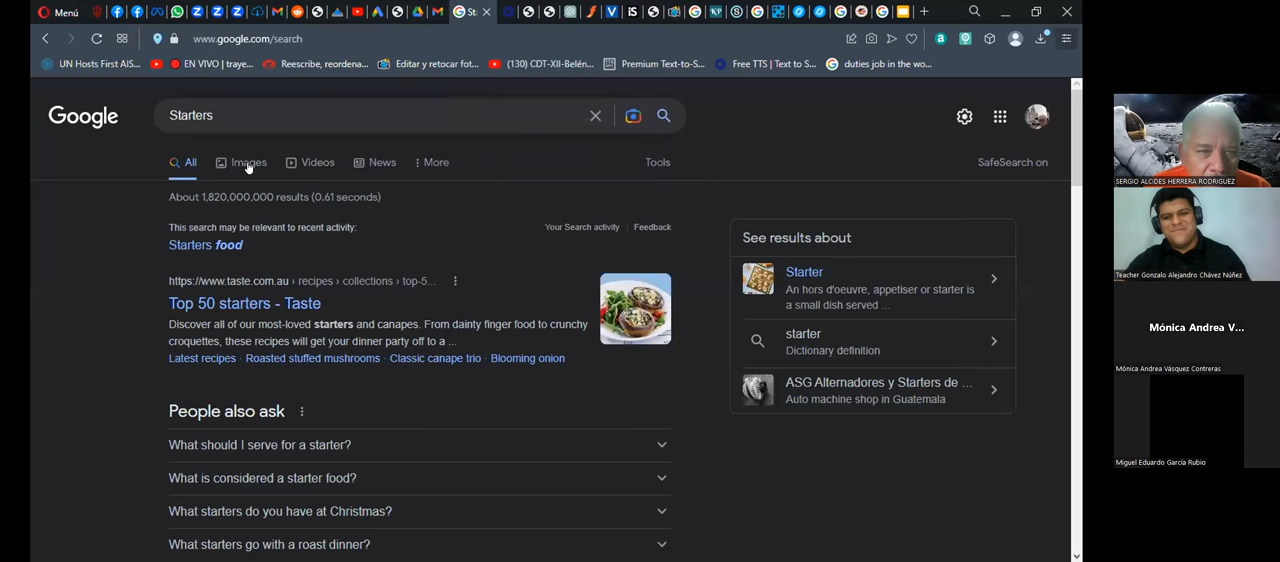 Menú
St
www.google.com/search
UN Hosts First AIS...
EN VIVO | traye...
Reescribe, reordena...
Editar y retocar fot...
(130) CDT-XII-Belén...
Premium Text-to-S...
Free TTS | Text to S...
duties job in the wo...
Google
Starters
All
Images
Videos
News
More
Tools
SafeSearch on
About 1,820,000,000 results (0.61 seconds)
This search may be relevant to recent activity:
Your Search activity
Feedback
Starters food
https://www.taste.com.au › recipes › collections › top-5...
Top 50 starters - Taste
Discover all of our most-loved starters and canapes. From dainty finger food to crunchy
croquettes, these recipes will get your dinner party off to a ...
Latest recipes · Roasted stuffed mushrooms · Classic canape trio · Blooming onion
People also ask
What should I serve for a starter?
What is considered a starter food?
What starters do you have at Christmas?
What starters go with a roast dinner?
See results about
Starter
An hors d'oeuvre, appetiser or starter is
a small dish served ...
starter
Dictionary definition
ASG Alternadores y Starters de ...
Auto machine shop in Guatemala
SERGIO ALCIDES HERRERA RODRIGUEZ
Teacher Gonzalo Alejandro Chávez Núñez
Mónica Andrea V...
Mónica Andrea Vásquez Contreras
Miguel Eduardo García Rubio